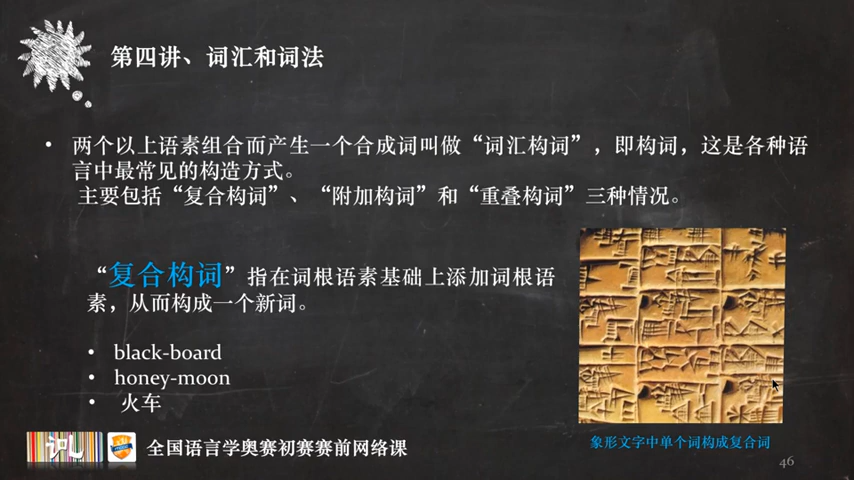 第四讲、词汇和词法
• 两个以上语素组合而产生一个合成词叫做“词汇构词”，即构词，这是各种语
言中最常见的构造方式。
主要包括“复合构词”、“附加构词”和“重叠构词”三种情况。
“复合构词”指在词根语素基础上添加词根语
素，从而构成一个新词。
• black-board
• honey-moon
• 火车
象形文字中单个词构成复合词
全国语言学奥赛初赛赛前网络课
46